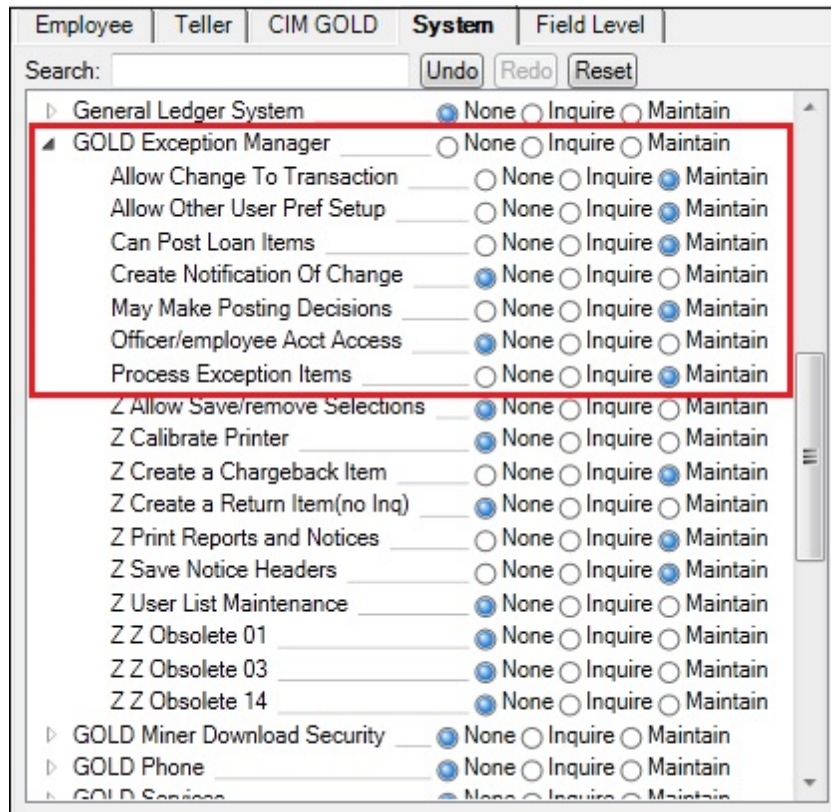 Employee Teller CIM GOLD System Field Level
Search: Undo Redo Reset
General Ledger System None Inquire Maintain
GOLD Exception Manager None Inquire Maintain
Allow Change To Transaction None Inquire Maintain
Allow Other User Pref Setup None Inquire Maintain
Can Post Loan Items None Inquire Maintain
Create Notification Of Change None Inquire Maintain
May Make Posting Decisions None Inquire Maintain
Officer/employee Acct Access None Inquire Maintain
Process Exception Items None Inquire Maintain
Z Allow Save/remove Selections None Inquire Maintain
Z Calibrate Printer None Inquire Maintain
Z Create a Chargeback Item None Inquire Maintain
Z Create a Return Item(no Inq) None Inquire Maintain
Z Print Reports and Notices None Inquire Maintain
Z Save Notice Headers None Inquire Maintain
Z User List Maintenance None Inquire Maintain
Z Z Obsolete 01 None Inquire Maintain
Z Z Obsolete 03 None Inquire Maintain
Z Z Obsolete 14 None Inquire Maintain
GOLD Miner Download Security None Inquire Maintain
GOLD Phone None Inquire Maintain
GOLD Services None Inquire Maintain